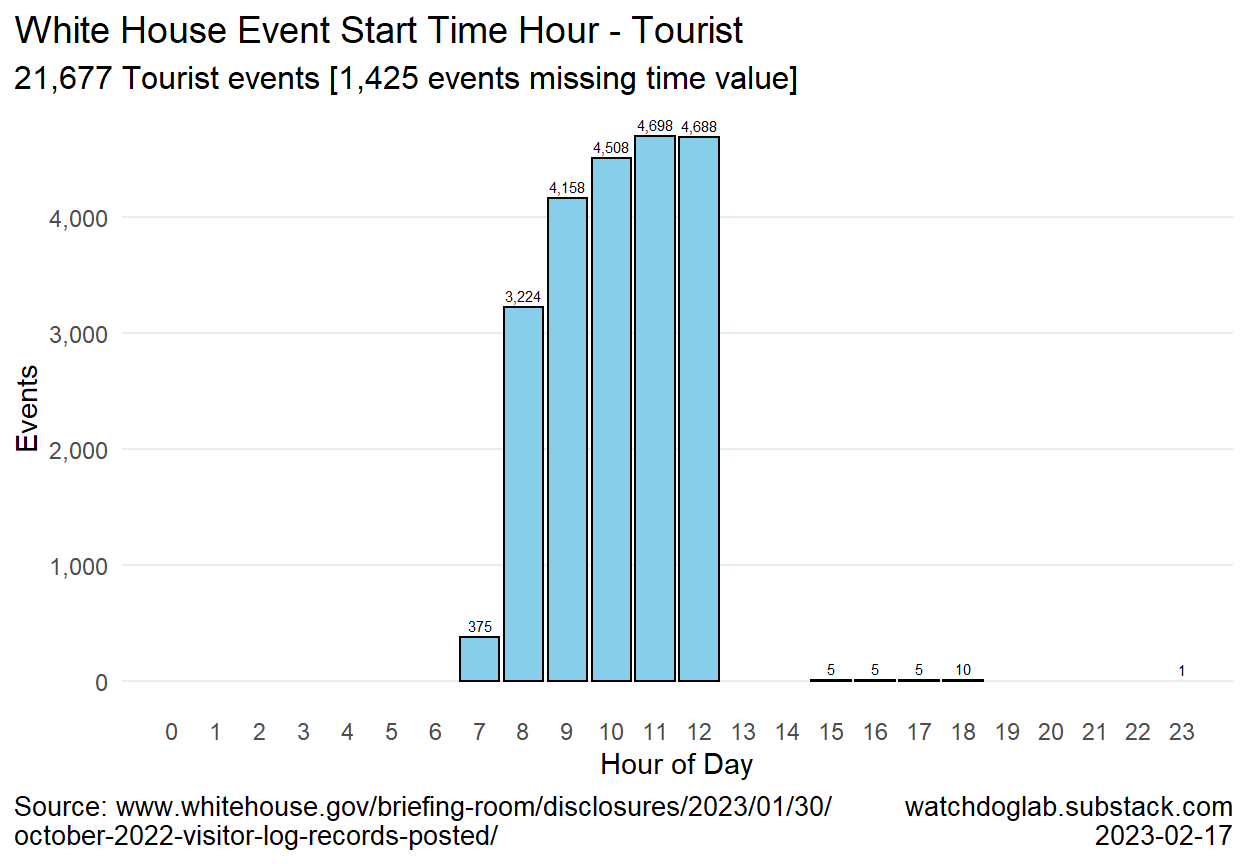 White House Event Start Time Hour - Tourist
21,677 Tourist events [1,425 events missing time value]
4,698 4,688
4,508
4,158
4,000
3,224
3,000
Events
2,000
1,000
375
5 5 5 10 1
0
0 1 2 3 4 5 6 7 8 9 10 11 12 13 14 15 16 17 18 19 20 21 22 23
Hour of Day
Source: www.whitehouse.gov/briefing-room/disclosures/2023/01/30/
october-2022-visitor-log-records-posted/
watchdoglab.substack.com
2023-02-17